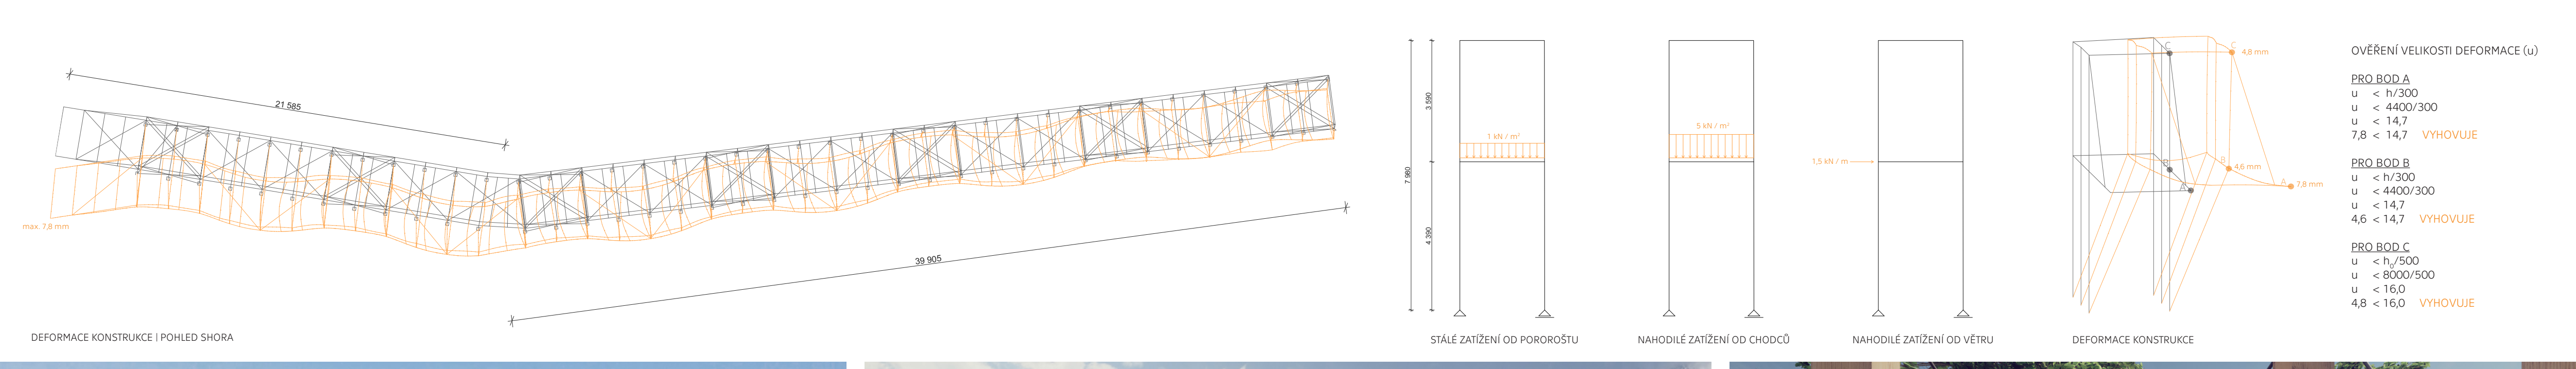 21 585
max. 7,8 mm
39 905
DEFORMACE KONSTRUKCE | POHLED SHORA
7 980
3 590
4 390
1 kN / m²
STÁLÉ ZATÍŽENÍ OD POROROŠTU
5 kN / m²
NAHODILÉ ZATÍŽENÍ OD CHODCŮ
1,5 kN / m
NAHODILÉ ZATÍŽENÍ OD VĚTRU
C
C
4,8 mm
B
B
4,6 mm
A
A
7,8 mm
DEFORMACE KONSTRUKCE
OVĚŘENÍ VELIKOSTI DEFORMACE (u)
PRO BOD A
u < h/300
u < 4400/300
u < 14,7
7,8 < 14,7 VYHOVUJE
PRO BOD B
u < h/300
u < 4400/300
u < 14,7
4,6 < 14,7 VYHOVUJE
PRO BOD C
u < h₀/500
u < 8000/500
u < 16,0
4,8 < 16,0 VYHOVUJE